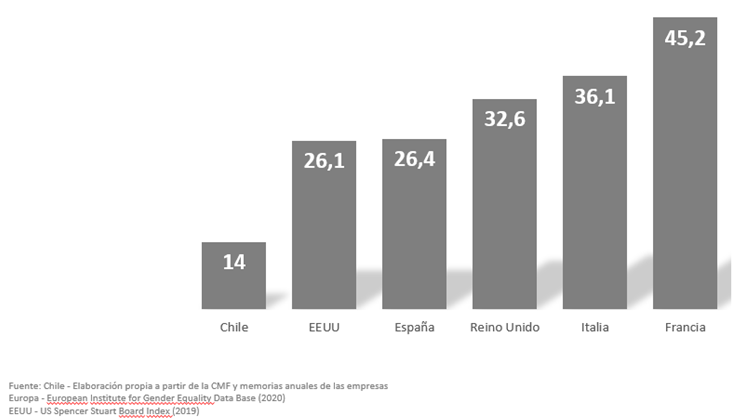 45,2
36,1
32,6
26,1 26,4
14
Chile EEUU España Reino Unido Italia Francia
Fuente: Chile - Elaboración propia a partir de la CMF y memorias anuales de las empresas
Europa - European Institute for Gender Equality Data Base (2020)
EEUU - US Spencer Stuart Board Index (2019)